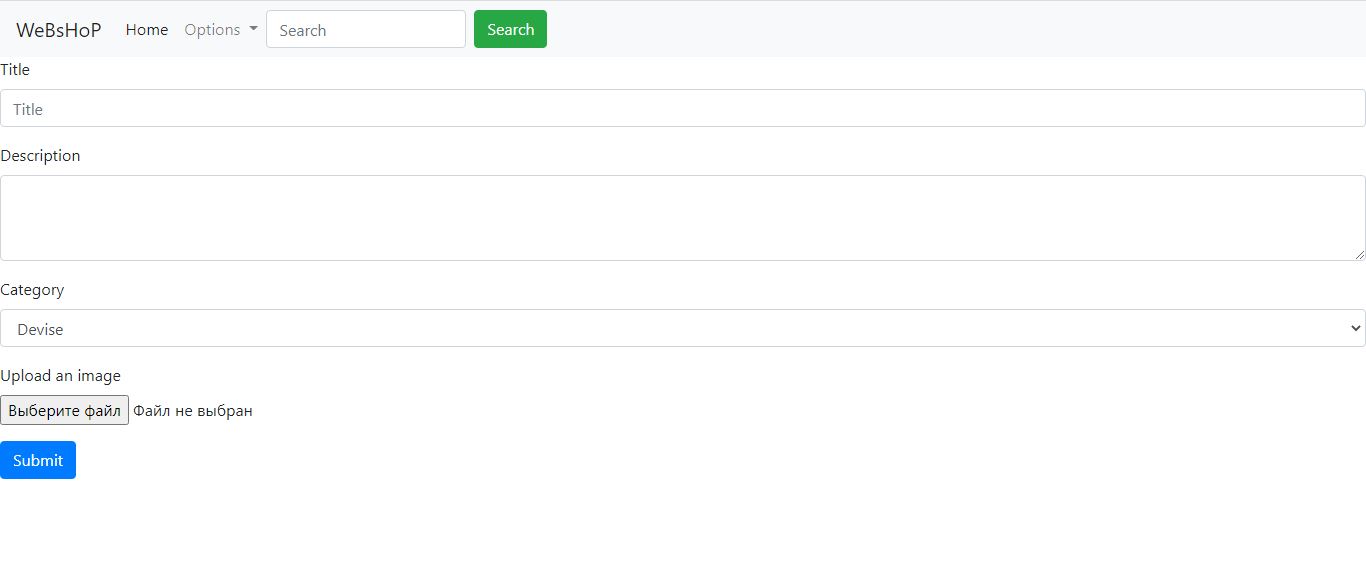 WeBsHoP Home Options Search Search
Title
Title
Description
Category
Devise
Upload an image
Выберите файл Файл не выбран
Submit